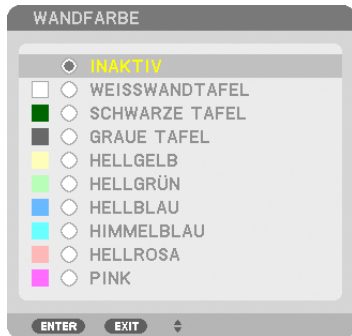 WANDFARBE
INAKTIV
WEISSWANDTAFEL
SCHWARZE TAFEL
GRAUE TAFEL
HELLGELB
HELLGRÜN
HELLBLAU
HIMMELBLAU
HELLROSA
PINK
ENTER EXIT